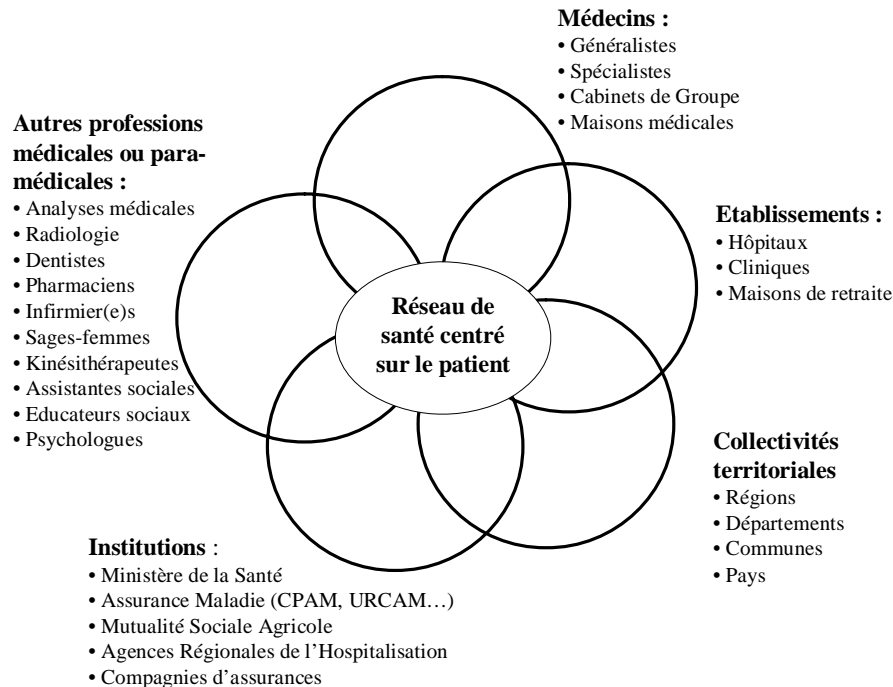 Médecins :
• Généralistes
• Spécialistes
• Cabinets de Groupe
• Maisons médicales
Autres professions
médicales ou para-
médicales :
• Analyses médicales
• Radiologie
• Dentistes
• Pharmaciens
• Infirmier(e)s
• Sages-femmes
• Kinésithérapeutes
• Assistantes sociales
• Educateurs sociaux
• Psychologues
Etablissements :
• Hôpitaux
• Cliniques
• Maisons de retraite
Réseau de
santé centré
sur le patient
Collectivités
territoriales
• Régions
• Départements
• Communes
• Pays
Institutions :
• Ministère de la Santé
• Assurance Maladie (CPAM, URCAM…)
• Mutualité Sociale Agricole
• Agences Régionales de l’Hospitalisation
• Compagnies d’assurances